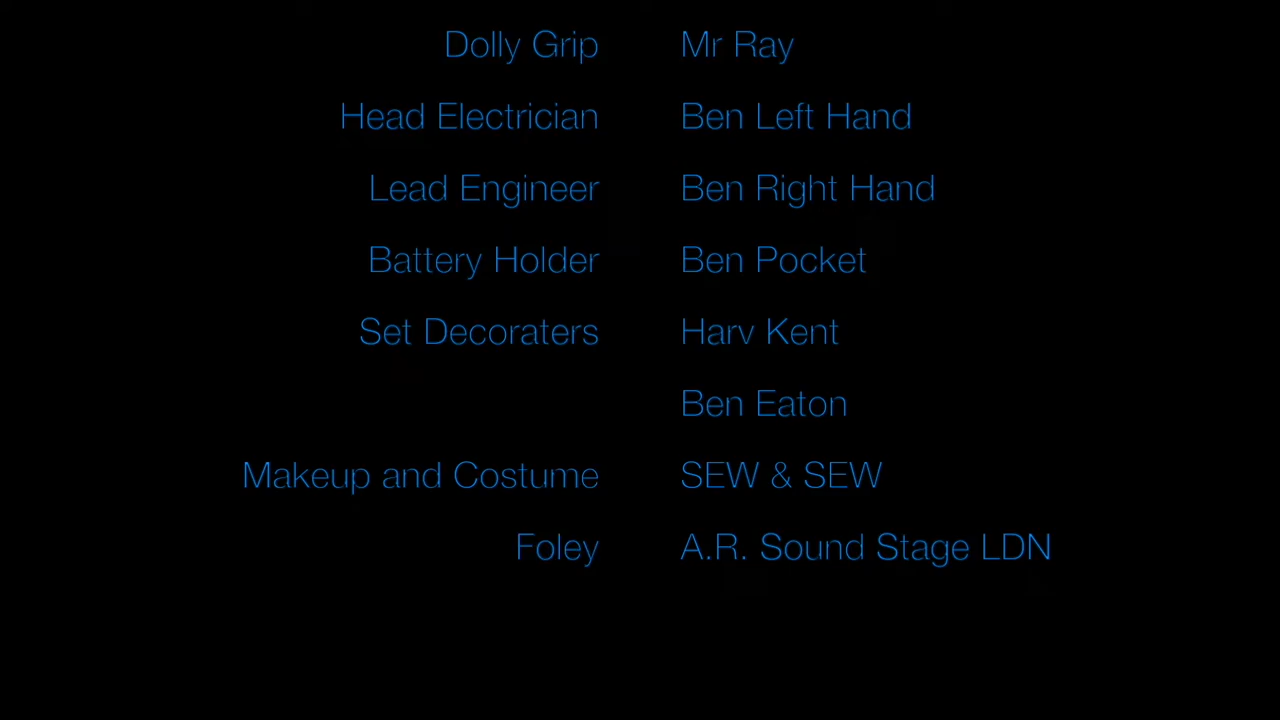 Dolly Grip Mr Ray
Head Electrician Ben Left Hand
Lead Engineer Ben Right Hand
Battery Holder Ben Pocket
Set Decoraters Harv Kent
Ben Eaton
Makeup and Costume SEW & SEW
Foley A.R. Sound Stage LDN